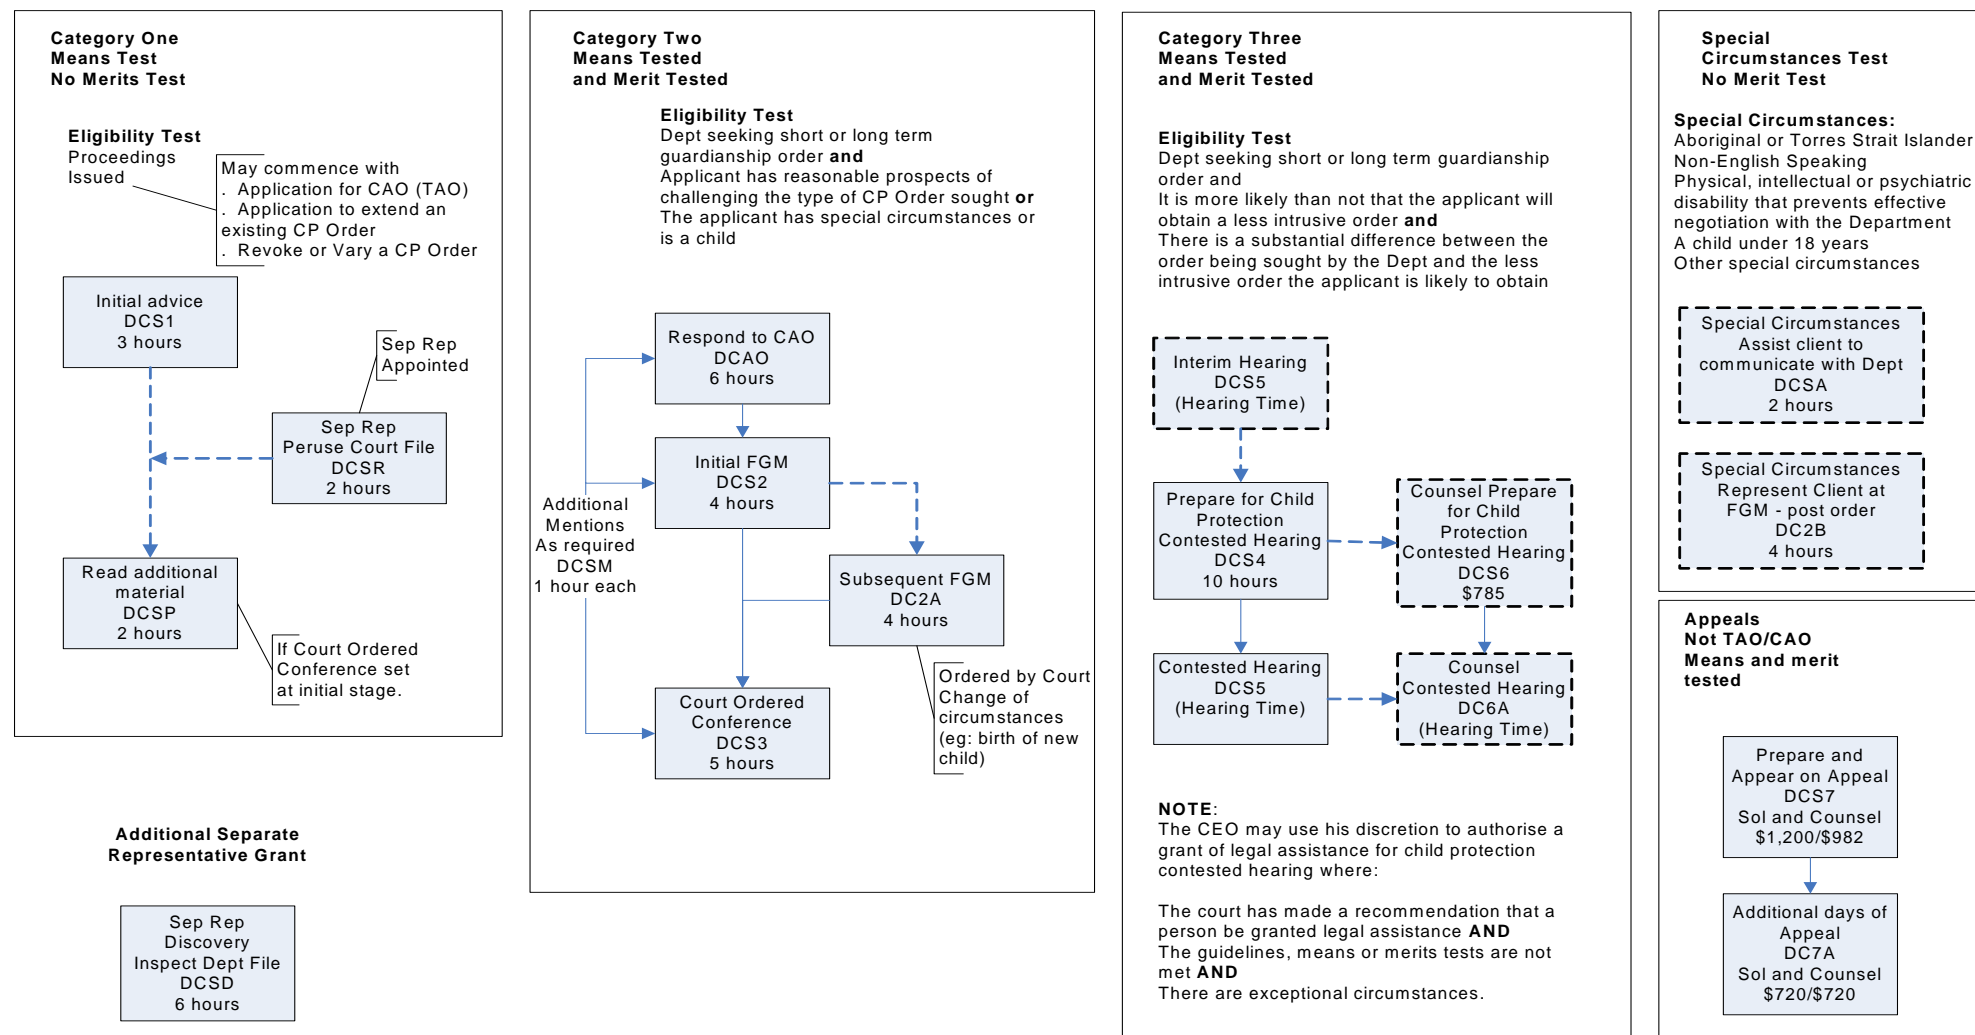 Category One
Means Test
No Merits Test
Eligibility Test
Proceedings
Issued
May commence with
. Application for CAO (TAO)
. Application to extend an
existing CP Order
. Revoke or Vary a CP Order
Initial advice
DCS1
3 hours
Sep Rep
Appointed
Sep Rep
Peruse Court File
DCSR
2 hours
Read additional
material
DCSP
2 hours
If Court Ordered
Conference set
at initial stage.
Additional Separate
Representative Grant
Sep Rep
Discovery
Inspect Dept File
DCSD
6 hours
Category Two
Means Tested
and Merit Tested
Eligibility Test
Dept seeking short or long term
guardianship order and
Applicant has reasonable prospects of
challenging the type of CP Order sought or
The applicant has special circumstances or
is a child
Respond to CAO
DCAO
6 hours
Initial FGM
DCS2
4 hours
Additional
Mentions
As required
DCSM
1 hour each
Subsequent FGM
DC2A
4 hours
Ordered by Court
Change of
circumstances
(eg: birth of new
child)
Court Ordered
Conference
DCS3
5 hours
Category Three
Means Tested
and Merit Tested
Eligibility Test
Dept seeking short or long term guardianship
order and
It is more likely than not that the applicant will
obtain a less intrusive order and
There is a substantial difference between the
order being sought by the Dept and the less
intrusive order the applicant is likely to obtain
Interim Hearing
DCS5
(Hearing Time)
Prepare for Child
Protection
Contested Hearing
DCS4
10 hours
Counsel Prepare
for Child
Protection
Contested Hearing
DCS6
$785
Contested Hearing
DCS5
(Hearing Time)
Counsel
Contested Hearing
DC6A
(Hearing Time)
NOTE:
The CEO may use his discretion to authorise a
grant of legal assistance for child protection
contested hearing where:
The court has made a recommendation that a
person be granted legal assistance AND
The guidelines, means or merits tests are not
met AND
There are exceptional circumstances.
Special
Circumstances Test
No Merit Test
Special Circumstances:
Aboriginal or Torres Strait Islander
Non-English Speaking
Physical, intellectual or psychiatric
disability that prevents effective
negotiation with the Department
A child under 18 years
Other special circumstances
Special Circumstances
Assist client to
communicate with Dept
DCSA
2 hours
Special Circumstances
Represent Client at
FGM - post order
DC2B
4 hours
Appeals
Not TAO/CAO
Means and merit
tested
Prepare and
Appear on Appeal
DCS7
Sol and Counsel
$1,200/$982
Additional days of
Appeal
DC7A
Sol and Counsel
$720/$720